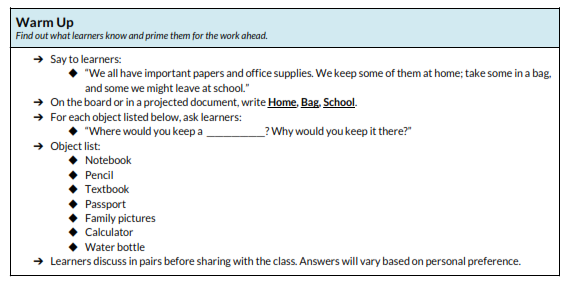 Warm Up
Find out what learners know and prime them for the work ahead.
➔ Say to learners:
◆ “We all have important papers and office supplies. We keep some of them at home; take some in a bag,
and some we might leave at school.”
➔ On the board or in a projected document, write Home, Bag, School.
➔ For each object listed below, ask learners:
◆ “Where would you keep a ____________? Why would you keep it there?”
➔ Object list:
◆ Notebook
◆ Pencil
◆ Textbook
◆ Passport
◆ Family pictures
◆ Calculator
◆ Water bottle
➔ Learners discuss in pairs before sharing with the class. Answers will vary based on personal preference.